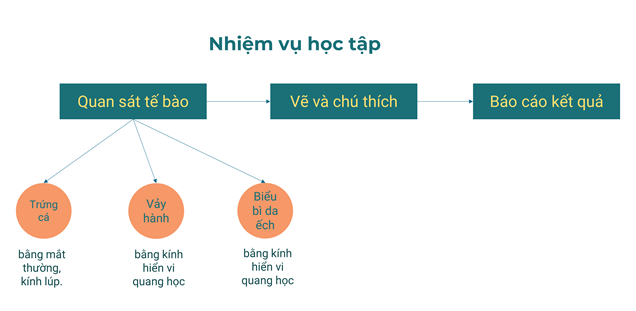 Nhiệm vụ học tập
Quan sát tế bào
Vẽ và chú thích
Báo cáo kết quả
Trứng
cá
Vảy
hành
Biểu
bì da
ếch
bằng mắt
thường,
kính lúp.
bằng kính
hiển vi
quang học
bằng kính
hiển vi
quang học